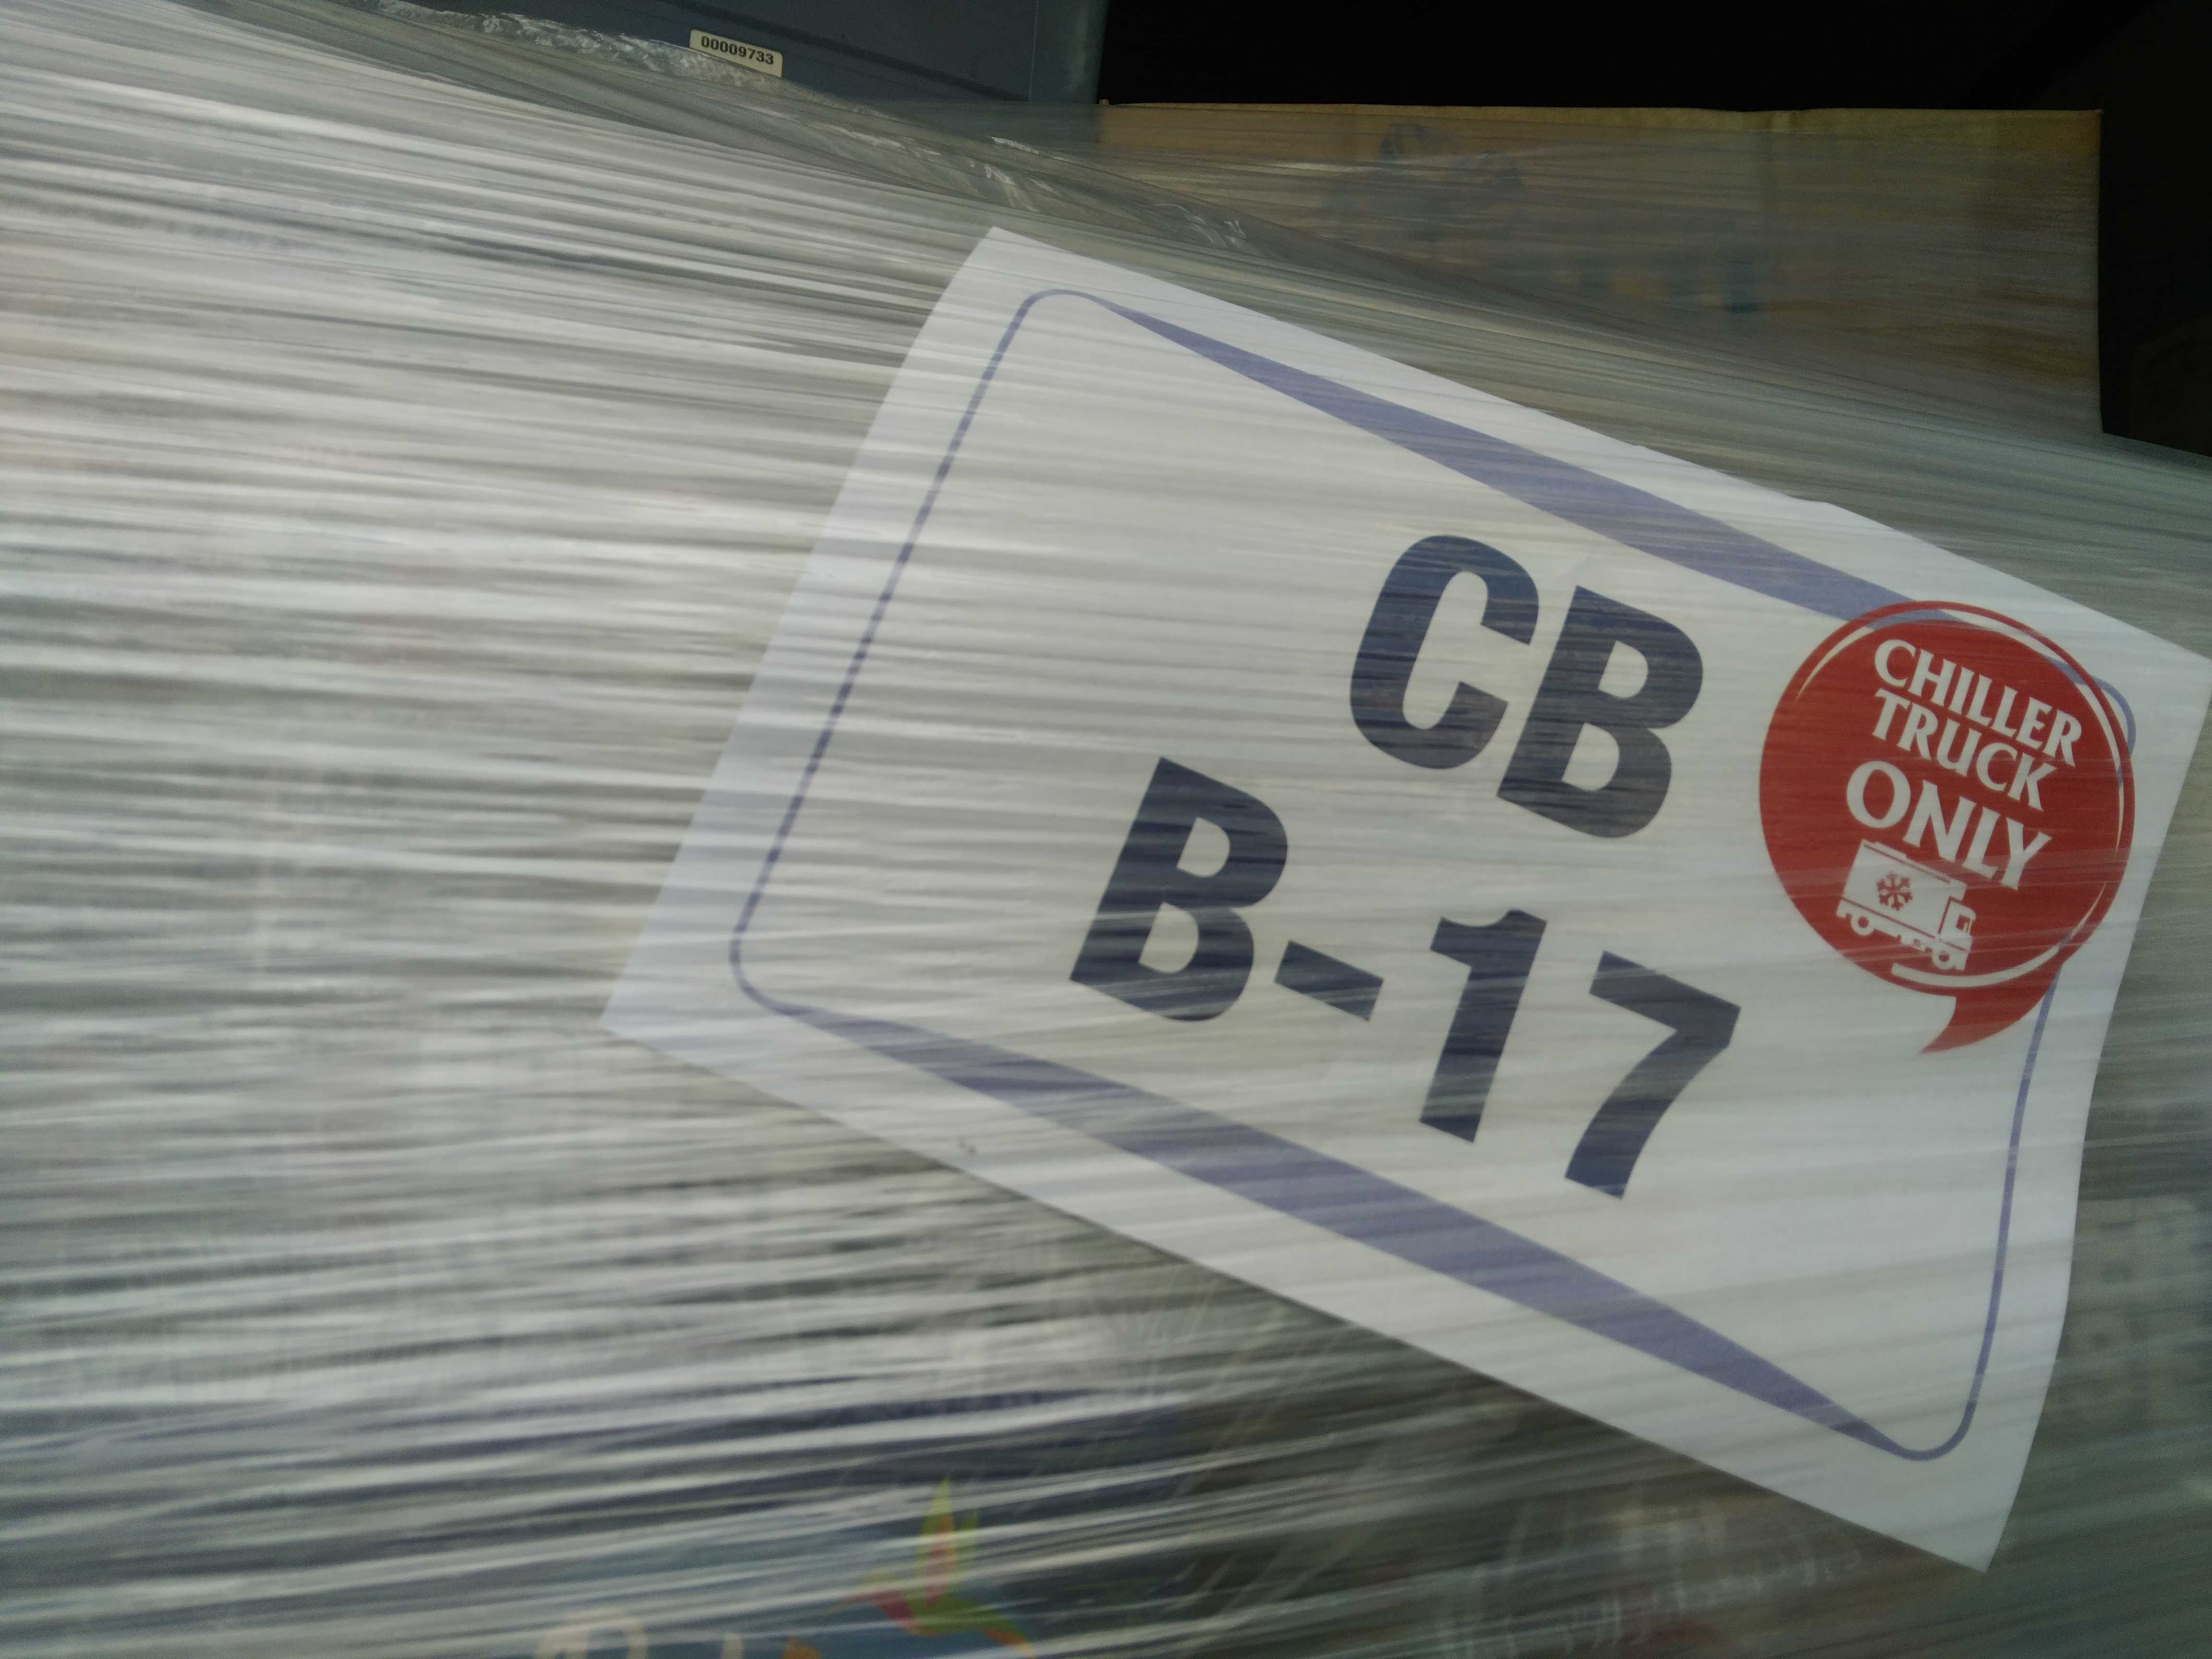 00009733
CB
B-17
CHILLER
TRUCK
ONLY